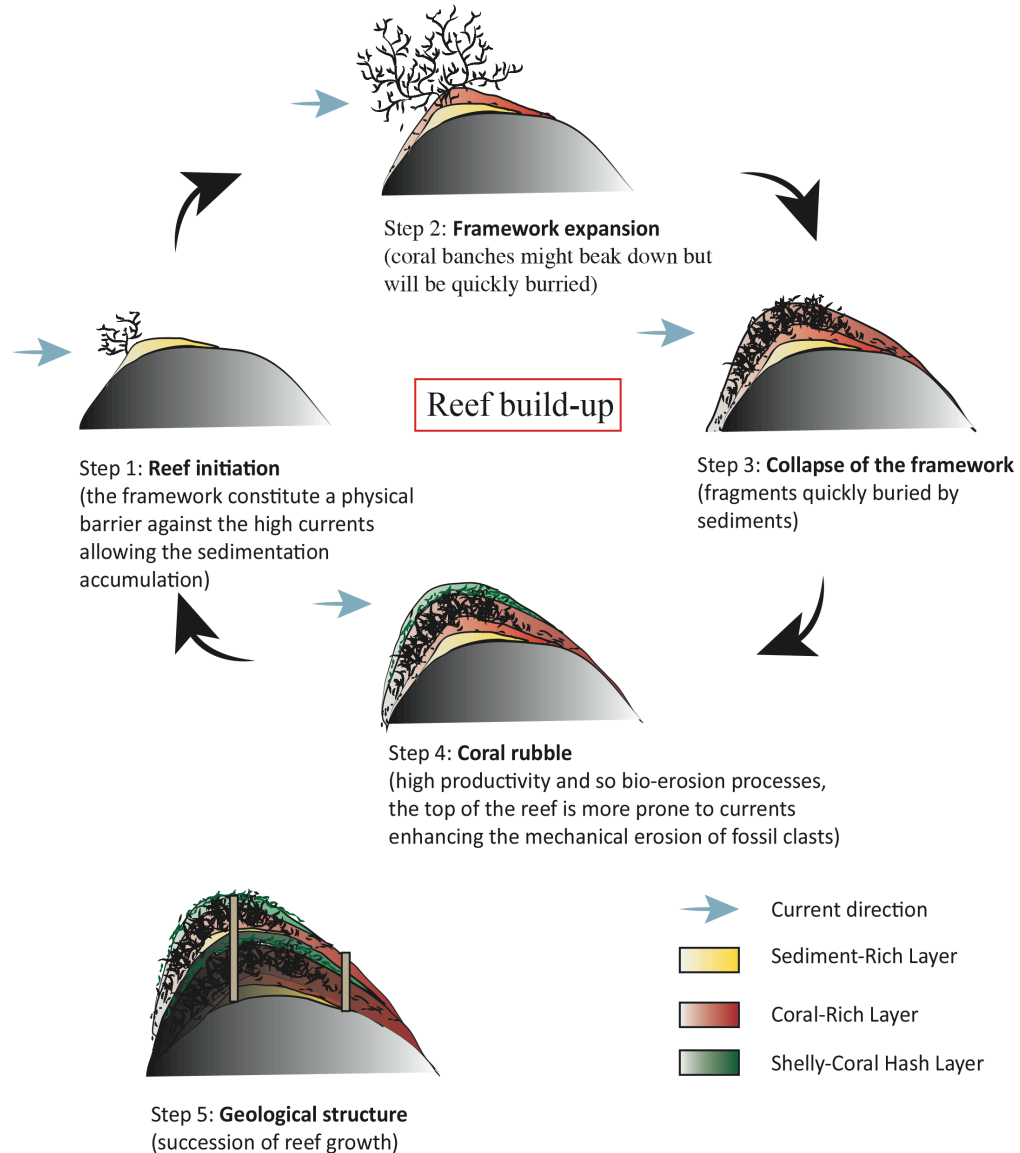 Step 2: Framework expansion
(coral banches might beak down but
will be quickly burried)
Reef build-up
Step 1: Reef initiation
(the framework constitute a physical
barrier against the high currents
allowing the sedimentation
accumulation)
Step 3: Collapse of the framework
(fragments quickly buried by
sediments)
Step 4: Coral rubble
(high productivity and so bio-erosion processes,
the top of the reef is more prone to currents
enhancing the mechanical erosion of fossil clasts)
Current direction
Sediment-Rich Layer
Coral-Rich Layer
Shelly-Coral Hash Layer
Step 5: Geological structure
(succession of reef growth)